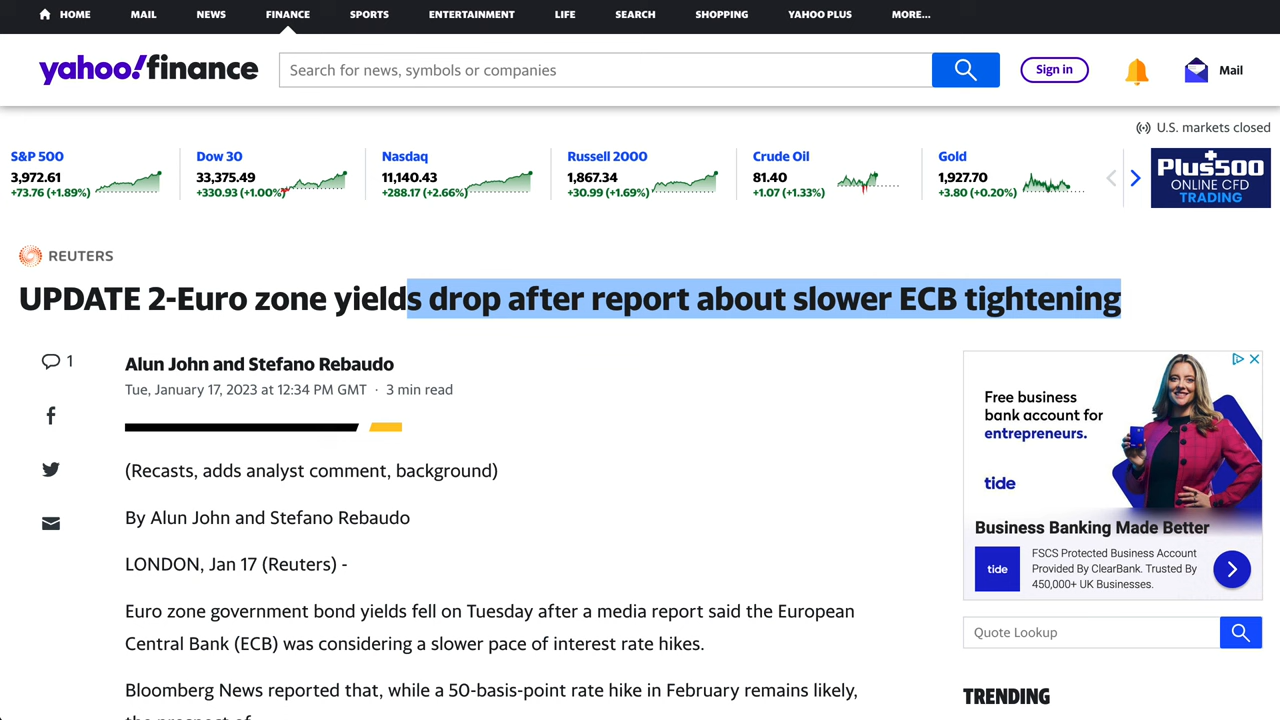 HOME MAIL NEWS FINANCE SPORTS ENTERTAINMENT LIFE SEARCH SHOPPING YAHOO PLUS MORE...
yahoo!finance
Search for news, symbols or companies
Sign in
Mail
U.S. markets closed
S&P 500
3,972.61
+73.76 (+1.89%)
Dow 30
33,375.49
+330.93 (+1.00%)
Nasdaq
11,140.43
+288.17 (+2.66%)
Russell 2000
1,867.34
+30.99 (+1.69%)
Crude Oil
81.40
+1.07 (+1.33%)
Gold
1,927.70
+3.80 (+0.20%)
Plus500
ONLINE CFD
TRADING
REUTERS
UPDATE 2-Euro zone yields drop after report about slower ECB tightening
1
Alun John and Stefano Rebaudo
Tue, January 17, 2023 at 12:34 PM GMT · 3 min read
(Recasts, adds analyst comment, background)
By Alun John and Stefano Rebaudo
LONDON, Jan 17 (Reuters) -
Euro zone government bond yields fell on Tuesday after a media report said the European
Central Bank (ECB) was considering a slower pace of interest rate hikes.
Bloomberg News reported that, while a 50-basis-point rate hike in February remains likely,
the prospect of
Free business
bank account for
entrepreneurs.
tide
Business Banking Made Better
tide
FSCS Protected Business Account
Provided By ClearBank. Trusted By
450,000+ UK Businesses.
Quote Lookup
TRENDING